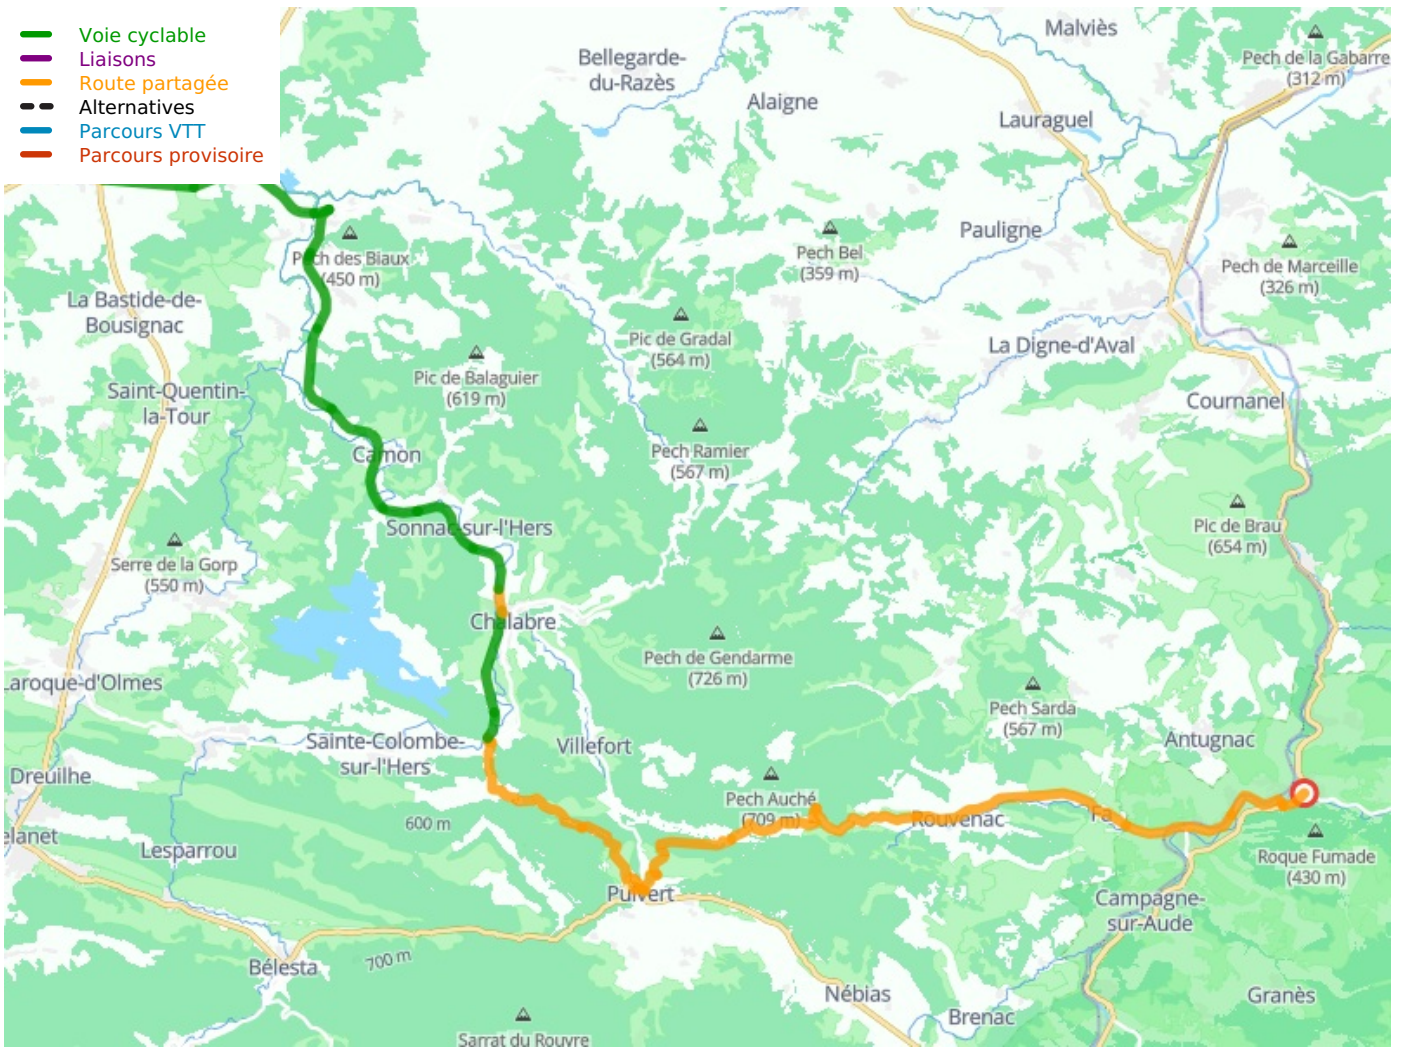 Voie cyclable
Liaisons
Route partagée
Alternatives
Parcours VTT
Parcours provisoire
Malviès
Pech de la Gabarre
(312 m)
Bellegarde-
du-Razès
Alaigne
Lauraguel
Pauligne
Pech Bel
(359 m)
Pech de Marceille
(326 m)
Pech des Biaux
(450 m)
La Bastide-de-
Bousignac
Pic de Gradal
(564 m)
La Digne-d'Aval
Pic de Balaguier
(619 m)
Saint-Quentin-
la-Tour
Cournanel
Camon
Pech Ramier
(567 m)
Sonnac-sur-l'Hers
Pic de Brau
(654 m)
Serre de la Gorp
(550 m)
Chalabre
Pech de Gendarme
(726 m)
Laroque-d'Olmes
Pech Sarda
(567 m)
Sainte-Colombe-
sur-l'Hers
Villefort
Antugnac
Dreuilhe
Pech Auché
(709 m)
600 m
Rouvenac
Fa
elanet
Lesparrou
Roque Fumade
(430 m)
Puivert
Campagne-
sur-Aude
Bélesta
700 m
Nébias
Granès
Brenac
Sarrat du Rouyre